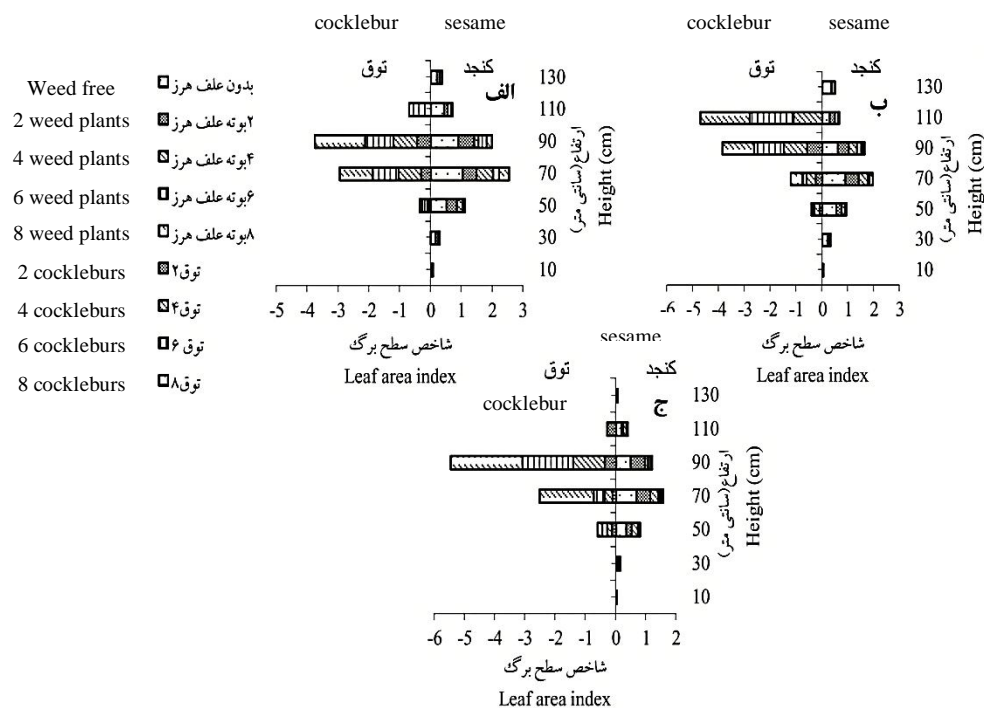 cocklebur sesame
توق کنجد
الف
130
110
90
70
50
30
10
ارتفاع(سانتی متر)
Height (cm)
-5 -4 -3 -2 -1 0 1 2 3
شاخص سطح برگ
Leaf area index
cocklebur sesame
توق کنجد
ب
130
110
90
70
50
30
10
ارتفاع(سانتی متر)
Height (cm)
-6 -5 -4 -3 -2 -1 0 1 2 3
شاخص سطح برگ
Leaf area index
Weed free بدون علف هرز
2 weed plants ۲بوته علف هرز
4 weed plants ۴بوته علف هرز
6 weed plants ۶بوته علف هرز
8 weed plants ۸بوته علف هرز
2 cockleburs توق۲
4 cockleburs توق۴
6 cockleburs توق ۶
8 cockleburs توق۸
sesame
توق کنجد
cocklebur
ج
130
110
90
70
50
30
10
ارتفاع(سانتی متر)
Height (cm)
-6 -5 -4 -3 -2 -1 0 1 2
شاخص سطح برگ
Leaf area index